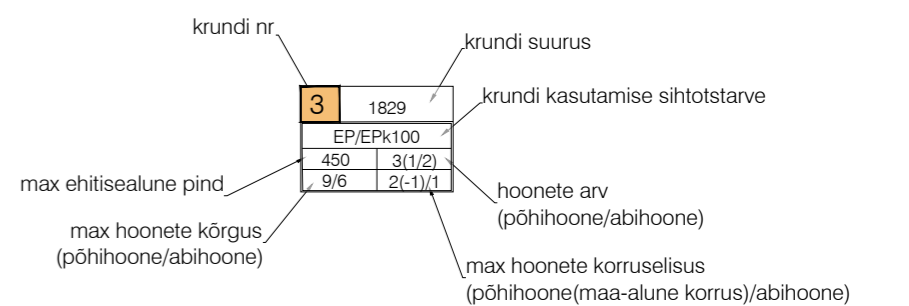 krundi nr
krundi suurus
3
1829
krundi kasutamise sihtotstarve
EP/EPk100
450
3(1/2)
9/6
2(-1)/1
max ehitisealune pind
hoonete arv
(põhihoone/abihoone)
max hoonete kõrgus
(põhihoone/abihoone)
max hoonete korruselisus
(põhihoone(maa-alune korrus)/abihoone)